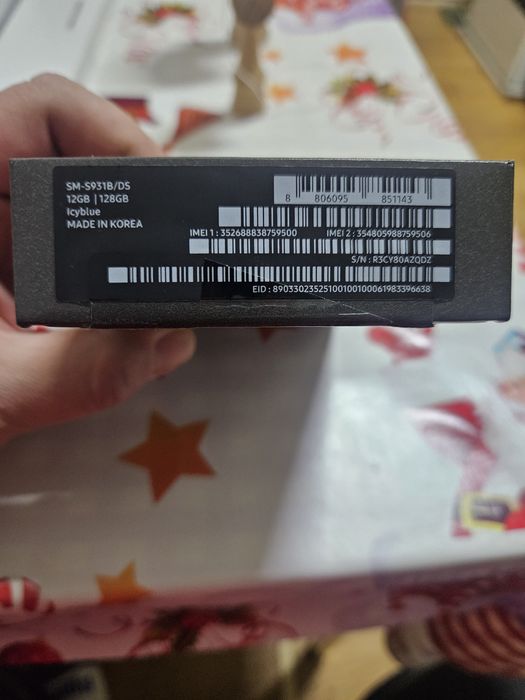 SM-S931B/DS
12GB | 128GB
Icyblue
MADE IN KOREA
8 806095 851143
IMEI 1 : 352688838759500 IMEI 2 : 354805988759506
S/N : R3CY80AZQDZ
EID : 89033023525100100100061983396638